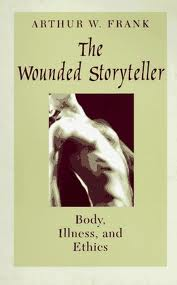 ARTHUR W. FRANK
The
Wounded Storyteller
Body,
Illness, and
Ethics